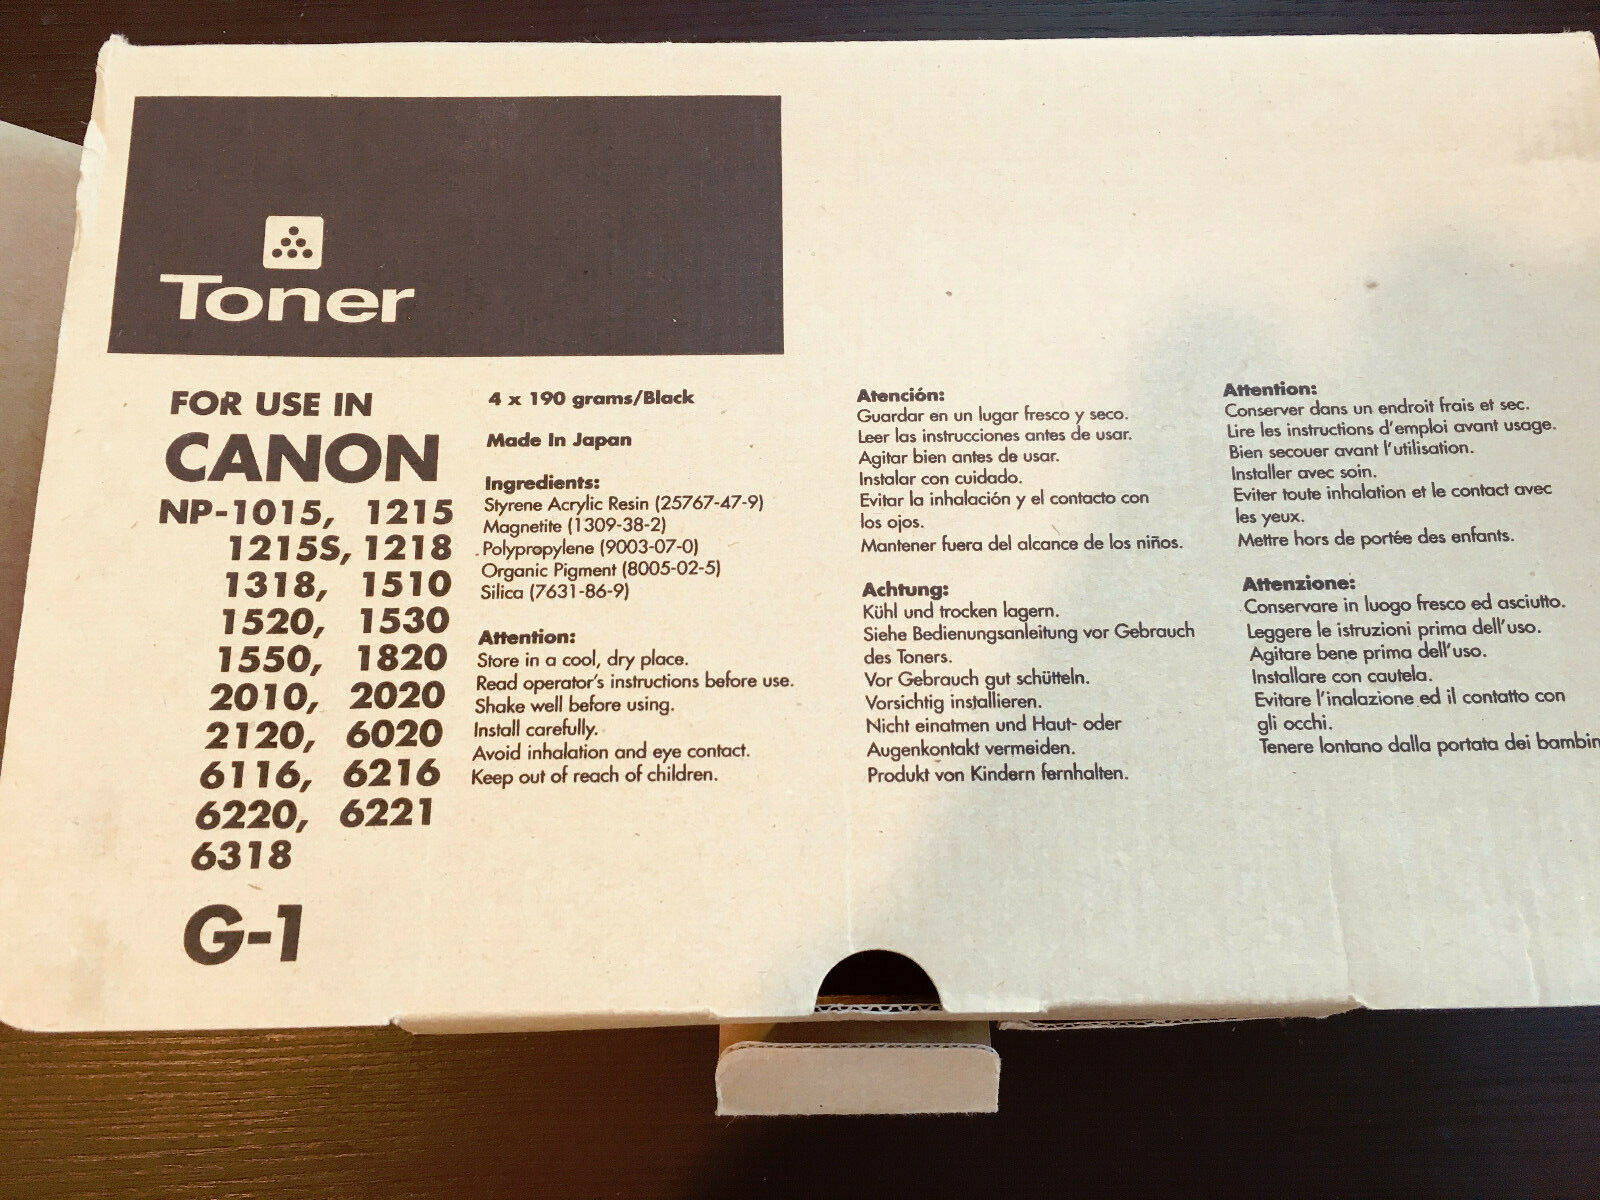 Toner
FOR USE IN
CANON
NP-1015, 1215
1215S, 1218
1318, 1510
1520, 1530
1550, 1820
2010, 2020
2120, 6020
6116, 6216
6220, 6221
6318
G-1
4 x 190 grams/Black
Made In Japan
Ingredients:
Styrene Acrylic Resin (25767-47-9)
Magnetite (1309-38-2)
Polypropylene (9003-07-0)
Organic Pigment (8005-02-5)
Silica (7631-86-9)
Attention:
Store in a cool, dry place.
Read operator's instructions before use.
Shake well before using.
Install carefully.
Avoid inhalation and eye contact.
Keep out of reach of children.
Atención:
Guardar en un lugar fresco y seco.
Leer las instrucciones antes de usar.
Agitar bien antes de usar.
Instalar con cuidado.
Evitar la inhalación y el contacto con
los ojos.
Mantener fuera del alcance de los niños.
Achtung:
Kühl und trocken lagern.
Siehe Bedienungsanleitung vor Gebrauch
des Toners.
Vor Gebrauch gut schütteln.
Vorsichtig installieren.
Nicht einatmen und Haut- oder
Augenkontakt vermeiden.
Produkt von Kindern fernhalten.
Attention:
Conserver dans un endroit frais et sec.
Lire les instructions d'emploi avant usage.
Bien secouer avant l'utilisation.
Installer avec soin.
Eviter toute inhalation et le contact avec
les yeux.
Mettre hors de portée des enfants.
Attenzione:
Conservare in luogo fresco ed asciutto.
Leggere le istruzioni prima dell'uso.
Agitare bene prima dell'uso.
Installare con cautela.
Evitare l'inalazione ed il contatto con
gli occhi.
Tenere lontano dalla portata dei bambin